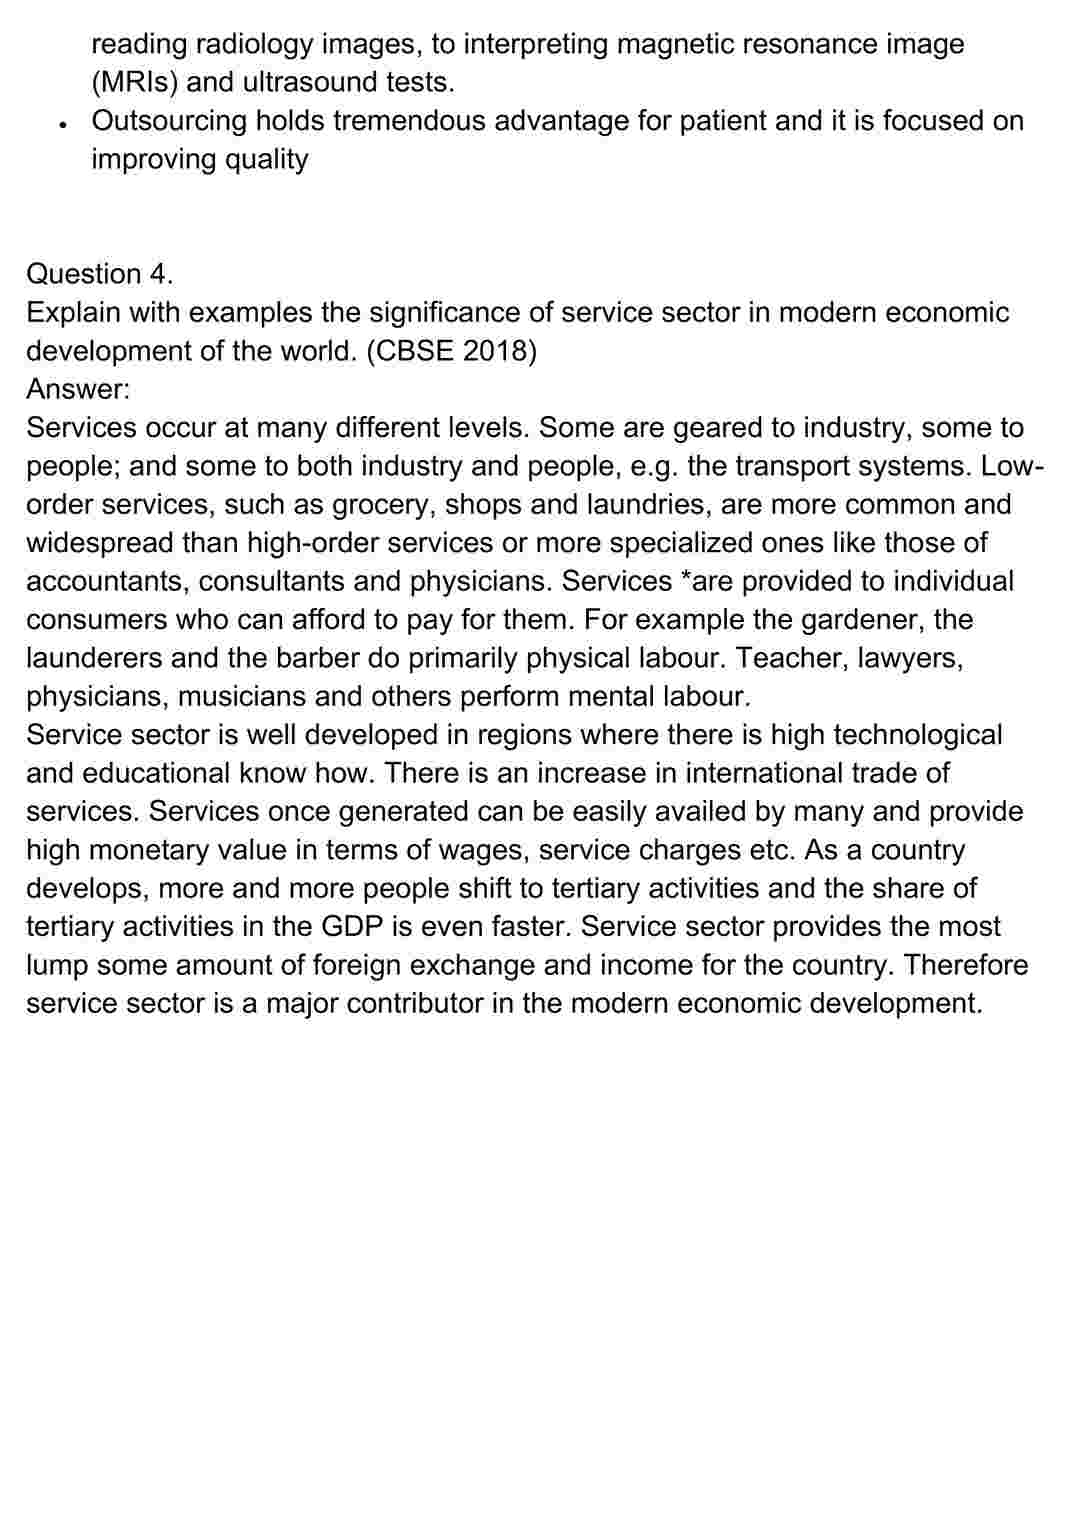 reading radiology images, to interpreting magnetic resonance image
(MRIs) and ultrasound tests.
• Outsourcing holds tremendous advantage for patient and it is focused on
improving quality
Question 4.
Explain with examples the significance of service sector in modern economic
development of the world. (CBSE 2018)
Answer:
Services occur at many different levels. Some are geared to industry, some to
people; and some to both industry and people, e.g. the transport systems. Low-
order services, such as grocery, shops and laundries, are more common and
widespread than high-order services or more specialized ones like those of
accountants, consultants and physicians. Services *are provided to individual
consumers who can afford to pay for them. For example the gardener, the
launderers and the barber do primarily physical labour. Teacher, lawyers,
physicians, musicians and others perform mental labour.
Service sector is well developed in regions where there is high technological
and educational know how. There is an increase in international trade of
services. Services once generated can be easily availed by many and provide
high monetary value in terms of wages, service charges etc. As a country
develops, more and more people shift to tertiary activities and the share of
tertiary activities in the GDP is even faster. Service sector provides the most
lump some amount of foreign exchange and income for the country. Therefore
service sector is a major contributor in the modern economic development.